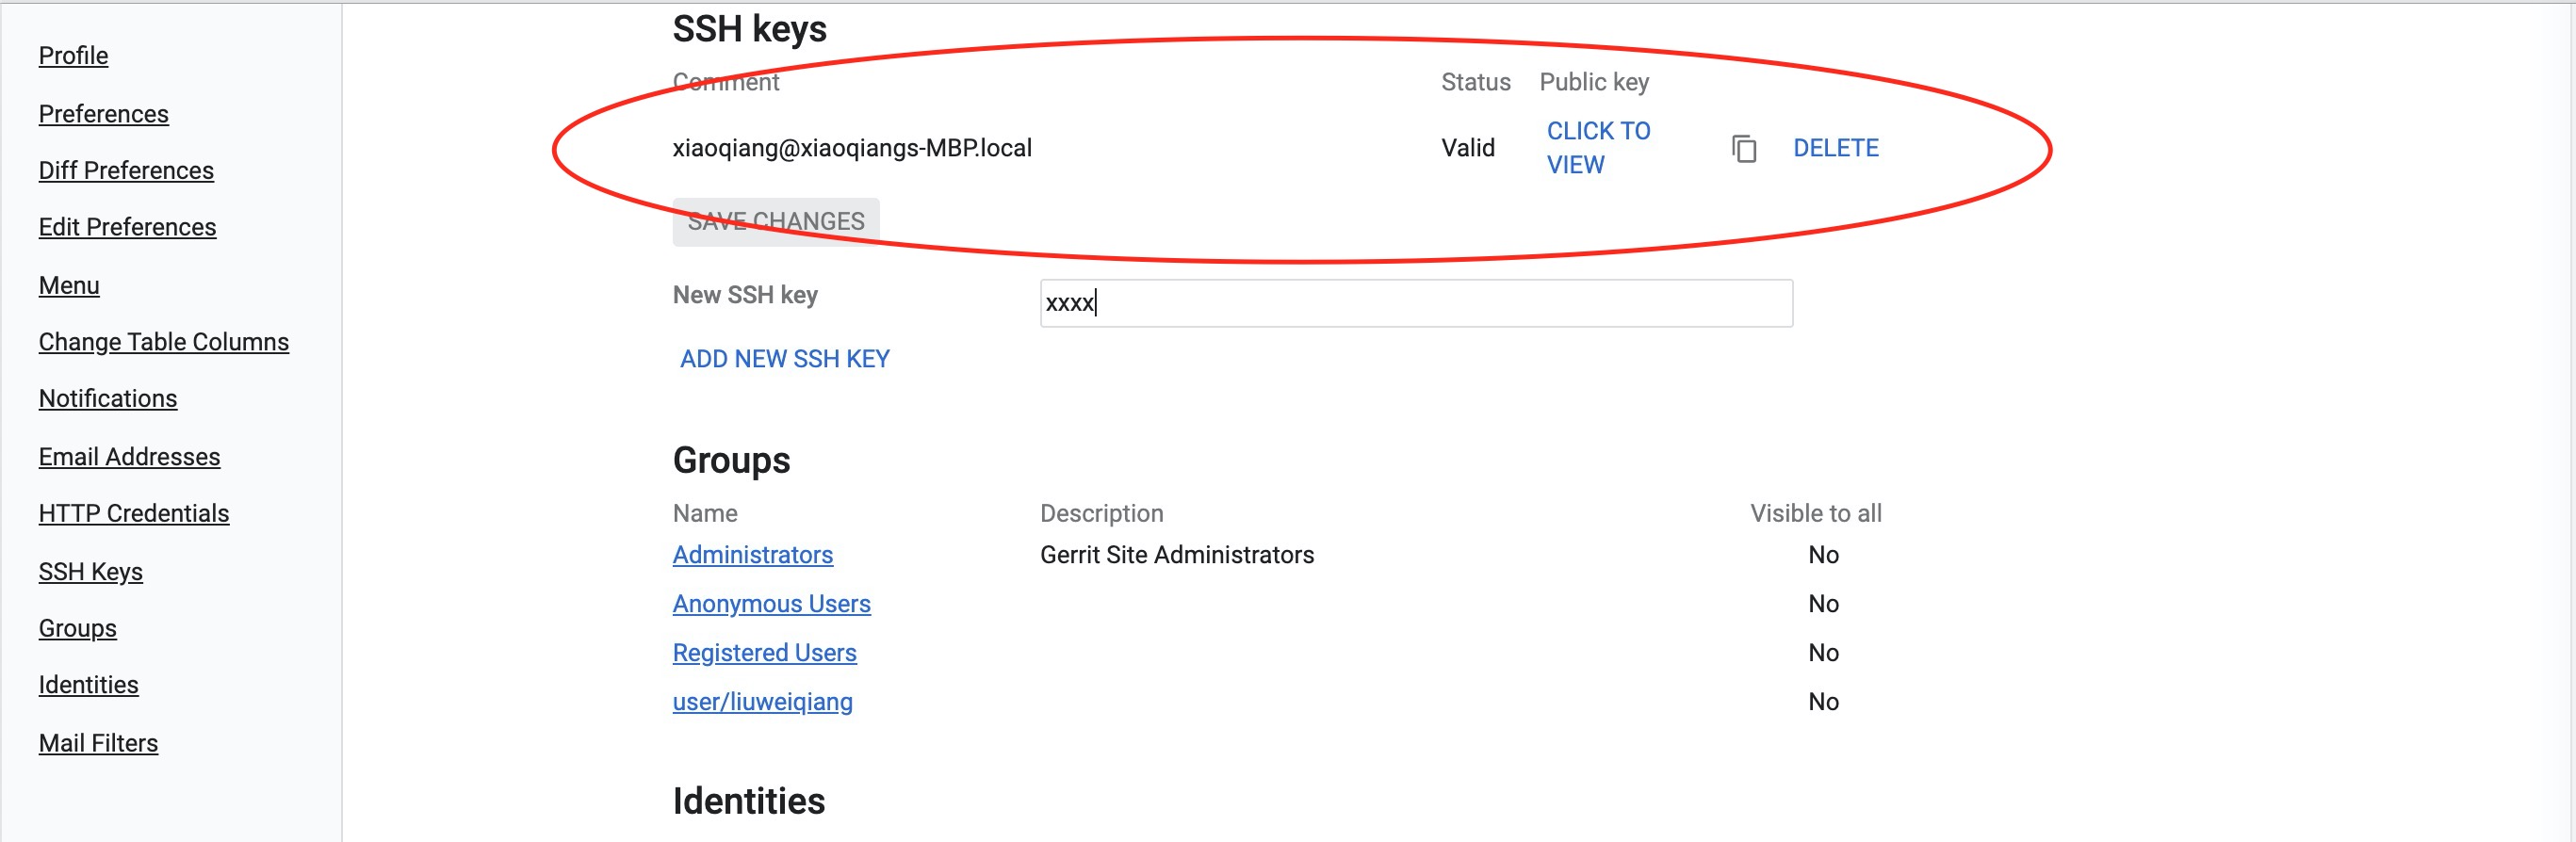 Profile
Preferences
Diff Preferences
Edit Preferences
Menu
Change Table Columns
Notifications
Email Addresses
HTTP Credentials
SSH Keys
Groups
Identities
Mail Filters
SSH keys
Comment Status Public key
xiaoqiang@xiaoqiangs-MBP.local Valid CLICK TO VIEW DELETE
SAVE CHANGES
New SSH key xxxx
ADD NEW SSH KEY
Groups
Name Description Visible to all
Administrators Gerrit Site Administrators No
Anonymous Users No
Registered Users No
user/liuweiqiang No
Identities